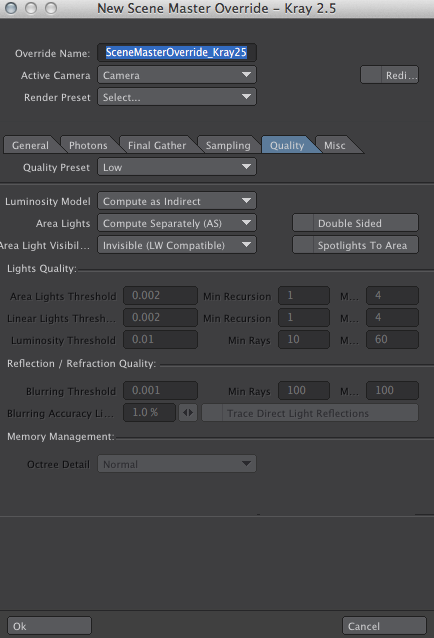 New Scene Master Override – Kray 2.5
Override Name: SceneMasterOverride_Kray25
Active Camera Camera Redi...
Render Preset Select...
General Photons Final Gather Sampling Quality Misc
Quality Preset Low
Luminosity Model Compute as Indirect
Area Lights Compute Separately (AS) Double Sided
Area Light Visibil... Invisible (LW Compatible) Spotlights To Area
Lights Quality:
Area Lights Threshold 0.002 Min Recursion 1 M... 4
Linear Lights Thresh... 0.002 Min Recursion 1 M... 4
Luminosity Threshold 0.01 Min Rays 10 M... 60
Reflection / Refraction Quality:
Blurring Threshold 0.001 Min Rays 100 M... 100
Blurring Accuracy Li... 1.0 % Trace Direct Light Reflections
Memory Management:
Octree Detail Normal
Ok Cancel